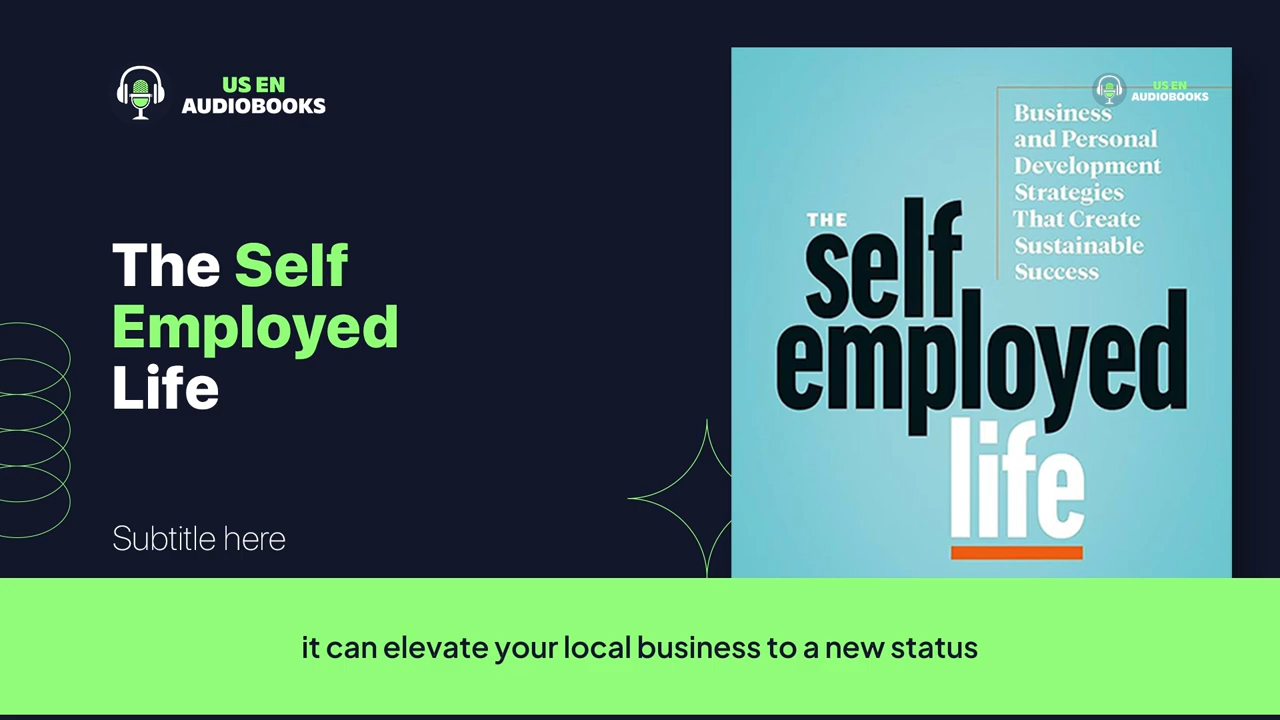 US EN
AUDIOBOOKS
The Self
Employed
Life
Subtitle here
US EN
AUDIOBOOKS
Business
and Personal
Development
Strategies
That Create
Sustainable
Success
THE
self
employed
life
it can elevate your local business to a new status